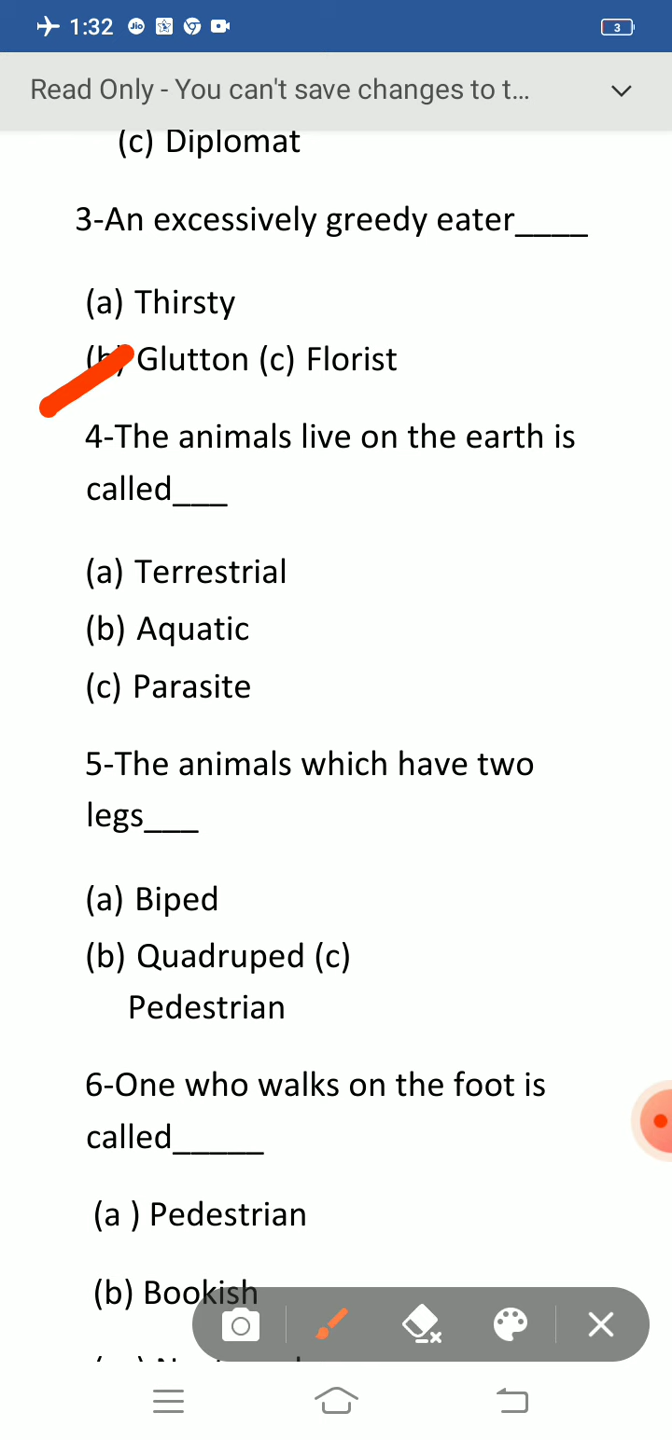 1:32
Jio
3
Read Only - You can't save changes to t...
(c) Diplomat
3-An excessively greedy eater____
(a) Thirsty
Glutton (c) Florist
4-The animals live on the earth is
called___
(a) Terrestrial
(b) Aquatic
(c) Parasite
5-The animals which have two
legs___
(a) Biped
(b) Quadruped (c)
Pedestrian
6-One who walks on the foot is
called_____
(a ) Pedestrian
(b) Bookish